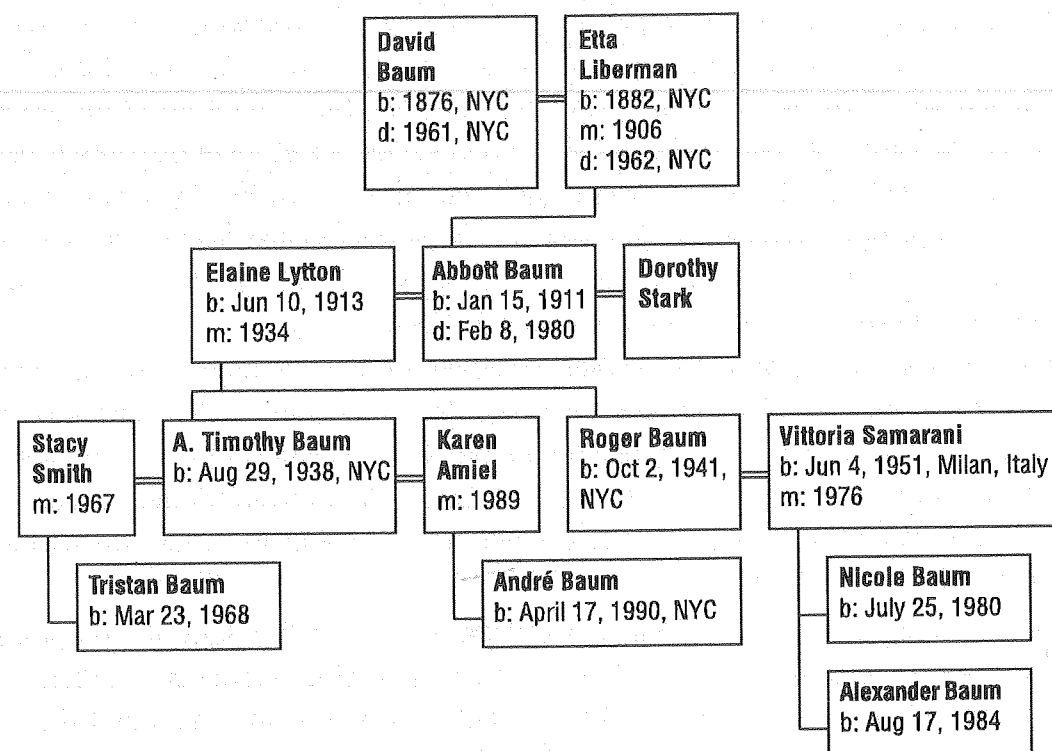 David
Baum
b: 1876, NYC
d: 1961, NYC
Etta
Liberman
b: 1882, NYC
m: 1906
d: 1962, NYC
Elaine Lytton
b: Jun 10, 1913
m: 1934
Abbott Baum
b: Jan 15, 1911
d: Feb 8, 1980
Dorothy
Stark
Stacy
Smith
m: 1967
A. Timothy Baum
b: Aug 29, 1938, NYC
Karen
Amiel
m: 1989
Roger Baum
b: Oct 2, 1941,
NYC
Vittoria Samarani
b: Jun 4, 1951, Milan, Italy
m: 1976
Tristan Baum
b: Mar 23, 1968
André Baum
b: April 17, 1990, NYC
Nicole Baum
b: July 25, 1980
Alexander Baum
b: Aug 17, 1984